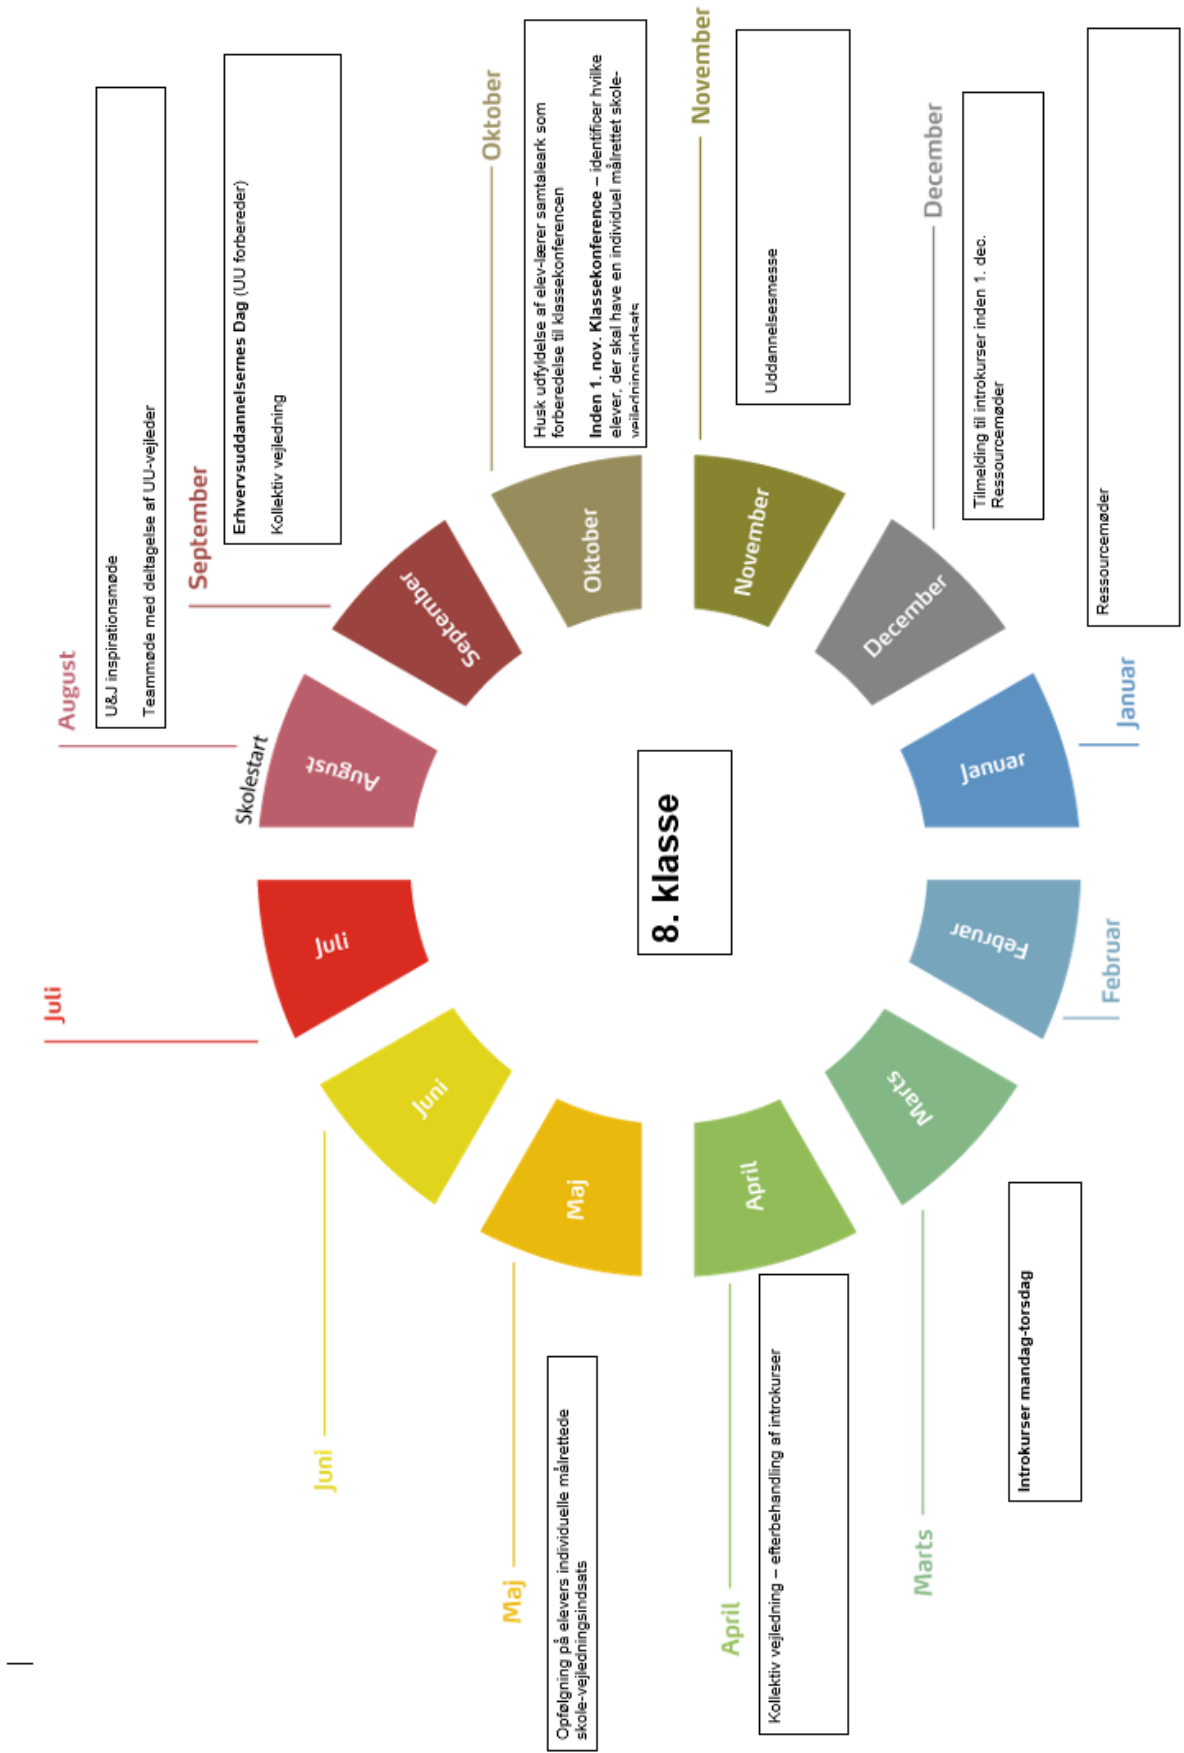 August
U&J inspirationsmøde
Teammøde med deltagelse af UU-vejleder
September
Erhvervsuddannelsernes Dag (UU forbereder)
Kollektiv vejledning
Oktober
Husk udfyldelse af elev-lærer samtaleark som
forberedelse til klassekonferencen
Inden 1. nov. Klassekonference – identificer hvilke
elever, der skal have en individuel målrettet skole-
vejledningsindsats
November
Uddannelsesmesse
December
Tilmelding til introkurser inden 1. dec.
Ressourcemøder
Januar
Ressourcemøder
Februar
Marts
Introkurser mandag-torsdag
April
Kollektiv vejledning – efterbehandling af introkurser
Maj
Opfølgning på elevers individuelle målrettede
skole-vejledningsindsats
Juni
Juli
Skolestart
August
September
Oktober
November
December
Januar
Februar
Marts
April
Maj
Juni
Juli
8. klasse